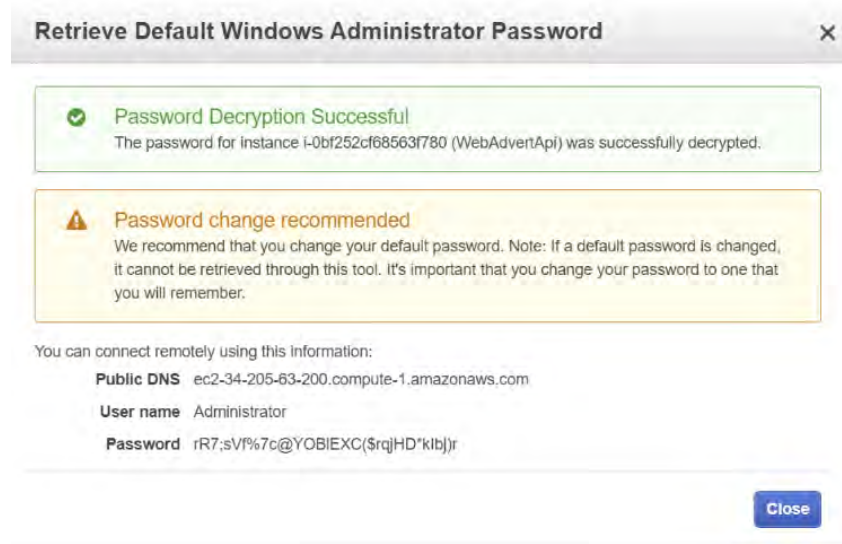 Retrieve Default Windows Administrator Password ×
Password Decryption Successful
The password for instance i-0bf252cf68563f780 (WebAdvertApi) was successfully decrypted.
Password change recommended
We recommend that you change your default password. Note: If a default password is changed,
it cannot be retrieved through this tool. It's important that you change your password to one that
you will remember.
You can connect remotely using this information:
Public DNS ec2-34-205-63-200.compute-1.amazonaws.com
User name Administrator
Password
Close